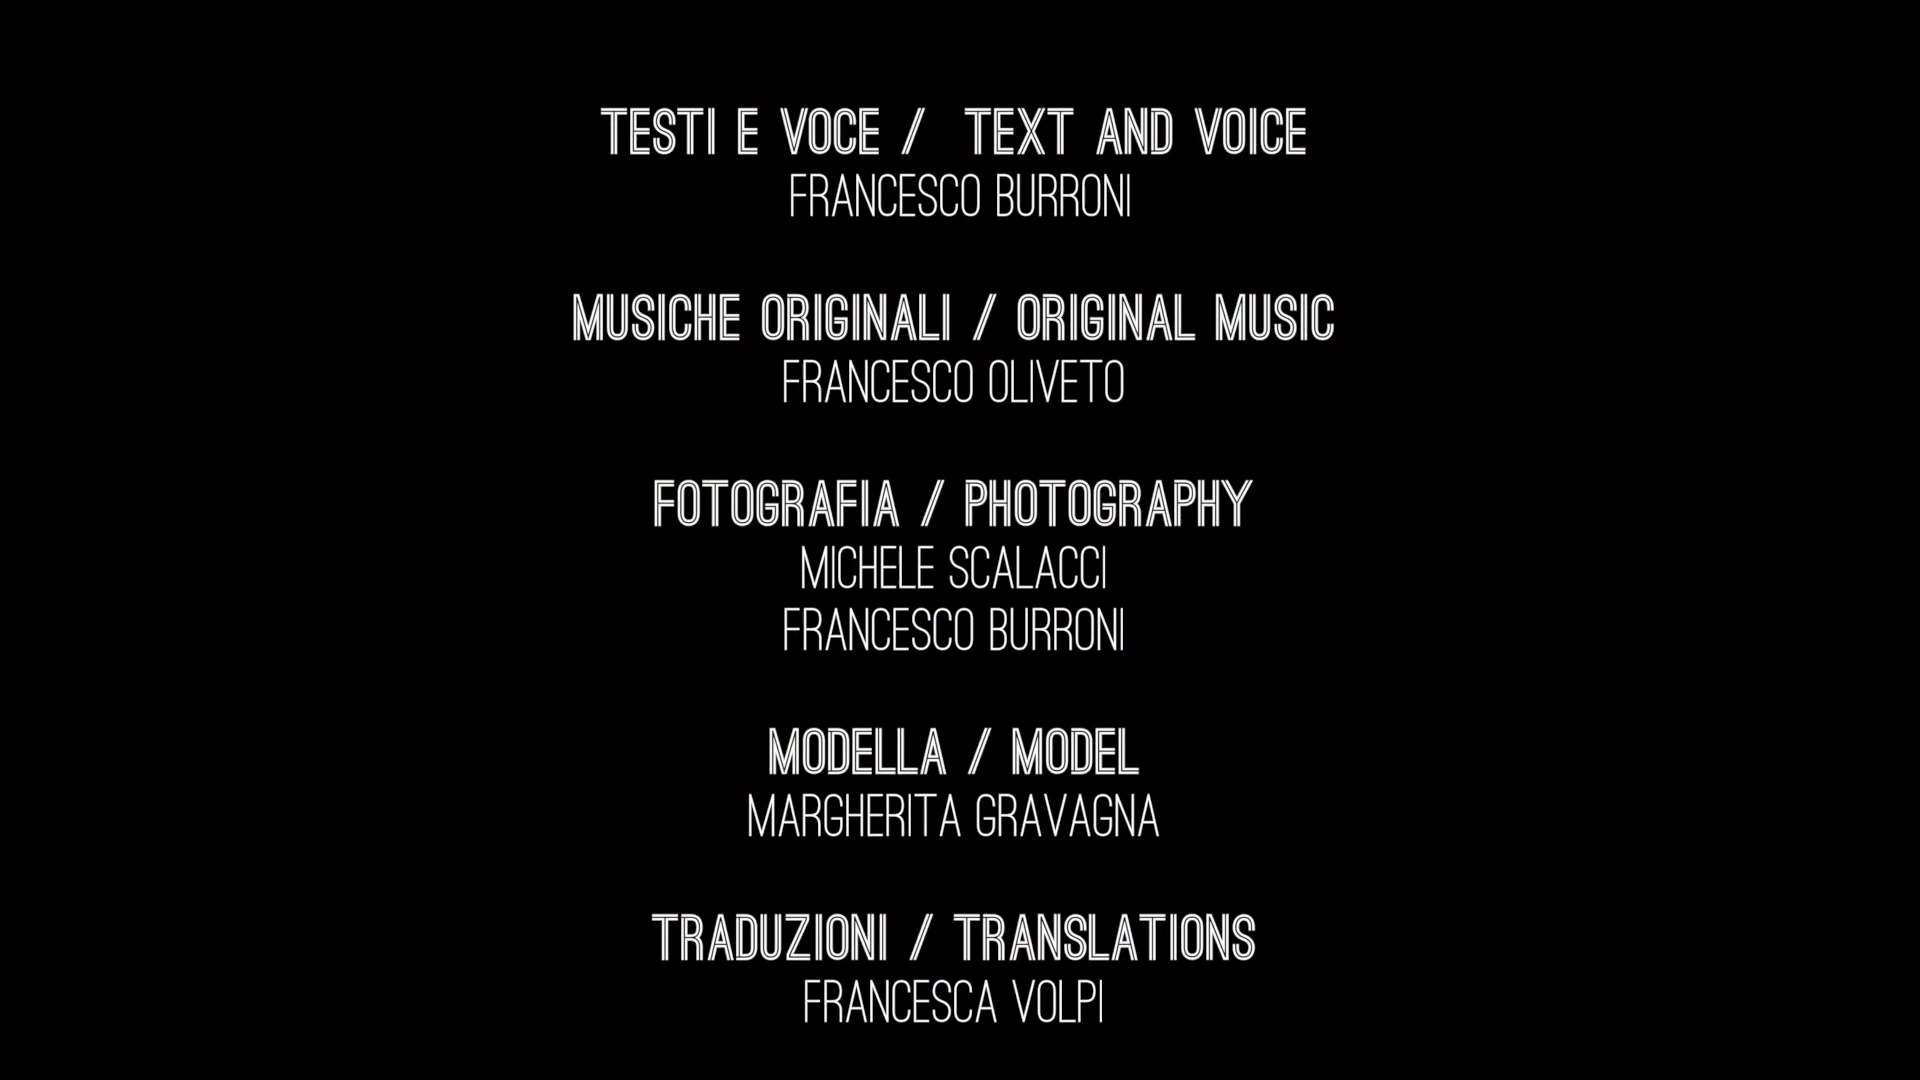 TESTI E VOCE / TEXT AND VOICE
FRANCESCO BURRONI
MUSICHE ORIGINALI / ORIGINAL MUSIC
FRANCESCO OLIVETO
FOTOGRAFIA / PHOTOGRAPHY
MICHELE SCALACCI
FRANCESCO BURRONI
MODELLA / MODEL
MARGHERITA GRAVAGNA
TRADUZIONI / TRANSLATIONS
FRANCESCA VOLPI